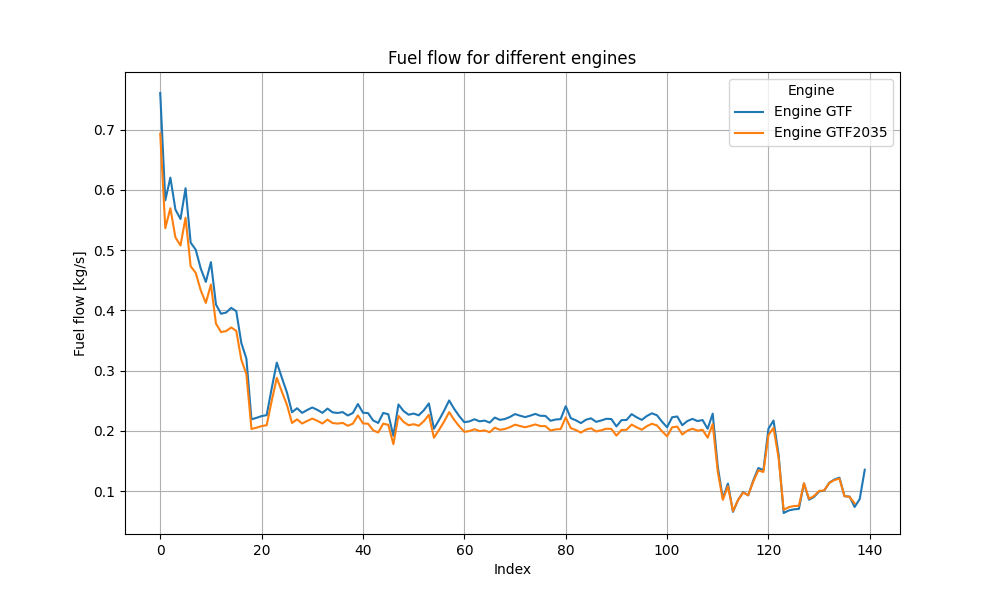 Fuel flow for different engines
Engine
Engine GTF
Engine GTF2035
Fuel flow [kg/s]
0.7
0.6
0.5
0.4
0.3
0.2
0.1
0 20 40 60 80 100 120 140
Index